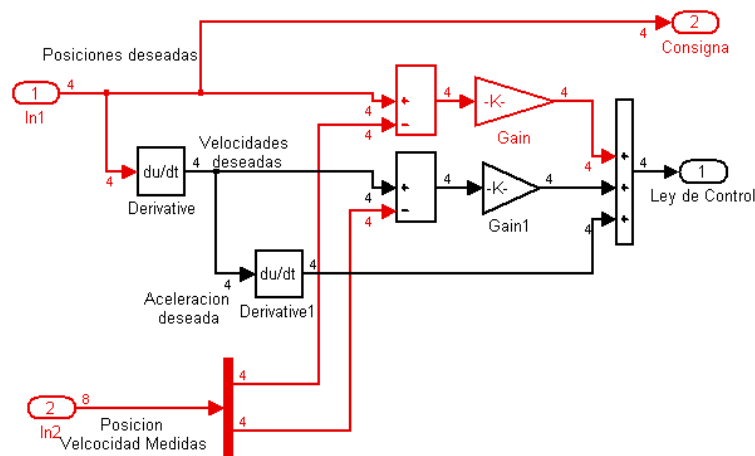 2
4
Consigna
Posiciones deseadas
4
1
In1
4
-K-
4
+
4
-
4
Gain
Velocidades
deseadas
4
du/dt
4
Derivative
4
+
4
-
4
4
-K-
4
Gain1
4
+
4
+
4
+
4
4
1
Ley de Control
4
du/dt
4
Aceleracion
deseada
Derivative1
4
2
8
In2
Posicion
Velcocidad Medidas
4